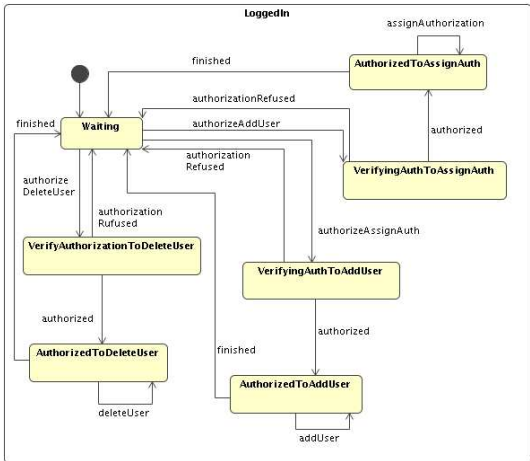 LoggedIn
assignAuthorization
finished
AuthorizedToAssignAuth
authorizationRefused
finished
Waiting
authorizeAddUser
authorized
authorization
Refused
VerifyingAuthToAssignAuth
authorize
DeleteUser
authorization
Rufused
authorizeAssignAuth
VerifyAuthorizationToDeleteUser
VerifyingAuthToAddUser
authorized
authorized
finished
AuthorizedToDeleteUser
AuthorizedToAddUser
deleteUser
addUser